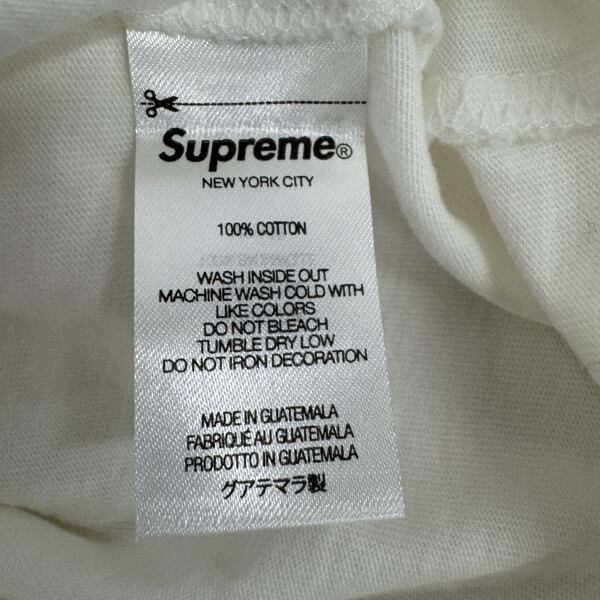 Supreme®
NEW YORK CITY
100% COTTON
WASH INSIDE OUT
MACHINE WASH COLD WITH
LIKE COLORS
DO NOT BLEACH
TUMBLE DRY LOW
DO NOT IRON DECORATION
MADE IN GUATEMALA
FABRIQUÉ AU GUATEMALA
PRODOTTO IN GUATEMALA
グアテマラ製